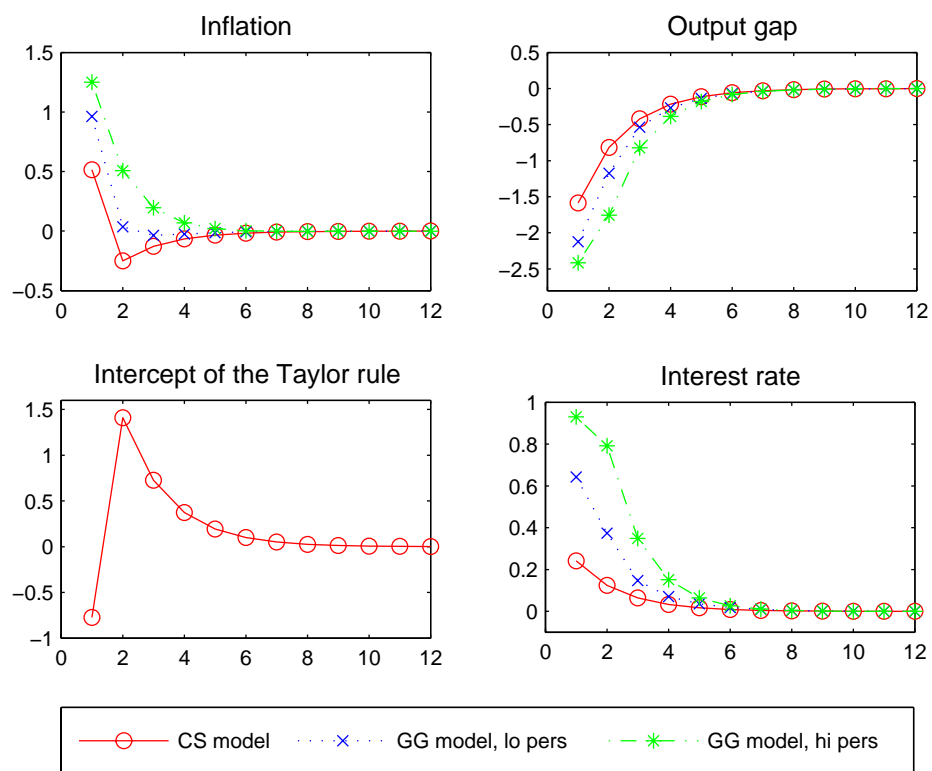 Inflation
1.5
1
0.5
0
−0.5
0 2 4 6 8 10 12
Output gap
0.5
0
−0.5
−1
−1.5
−2
−2.5
0 2 4 6 8 10 12
Intercept of the Taylor rule
1.5
1
0.5
0
−0.5
−1
0 2 4 6 8 10 12
Interest rate
1
0.8
0.6
0.4
0.2
0
0 2 4 6 8 10 12
CS model GG model, lo pers GG model, hi pers